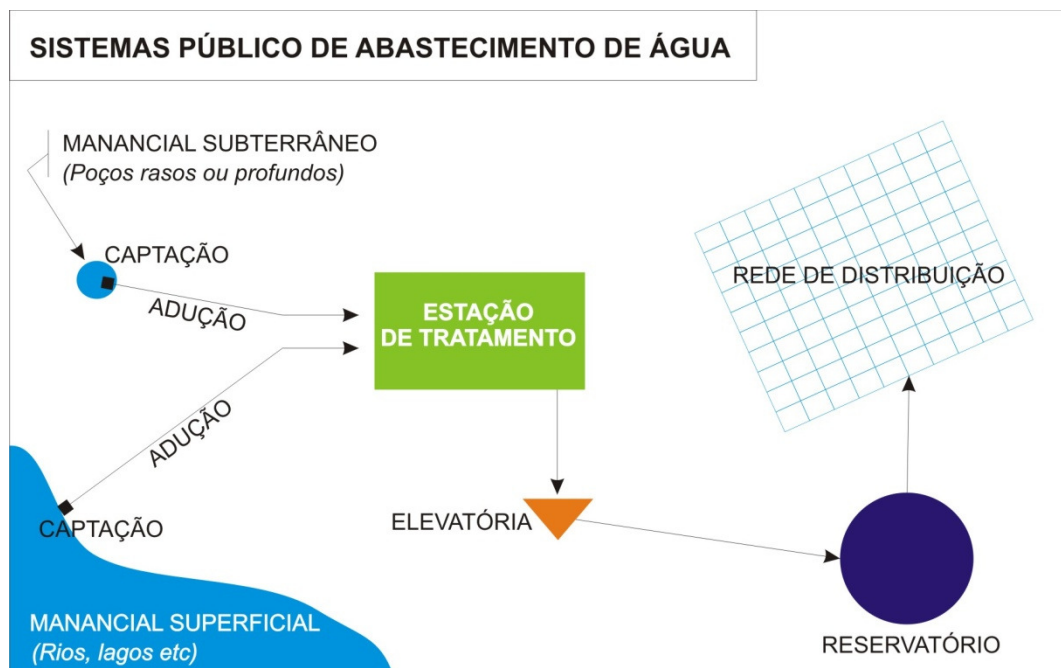 SISTEMAS PÚBLICO DE ABASTECIMENTO DE ÁGUA
MANANCIAL SUBTERRÂNEO
(Poços rasos ou profundos)
CAPTAÇÃO
ADUÇÃO
ESTAÇÃO
DE TRATAMENTO
REDE DE DISTRIBUIÇÃO
ADUÇÃO
CAPTAÇÃO
ELEVATÓRIA
MANANCIAL SUPERFICIAL
(Rios, lagos etc)
RESERVATÓRIO